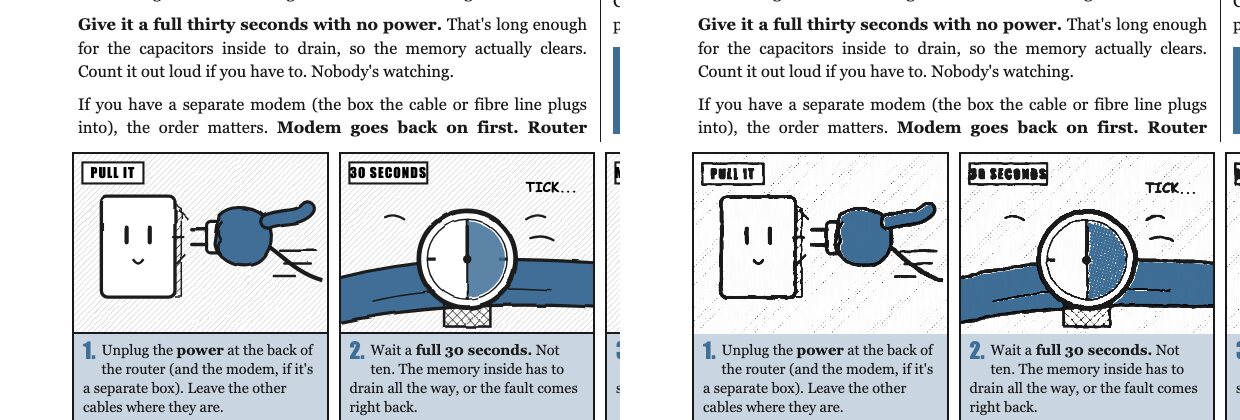 Give it a full thirty seconds with no power. That's long enough
for the capacitors inside to drain, so the memory actually clears.
Count it out loud if you have to. Nobody's watching.
If you have a separate modem (the box the cable or fibre line plugs
into), the order matters. Modem goes back on first. Router
PULL IT
30 SECONDS
TICK...
1. Unplug the power at the back of
the router (and the modem, if it's
a separate box). Leave the other
cables where they are.
2. Wait a full 30 seconds. Not
ten. The memory inside has to
drain all the way, or the fault comes
right back.
Give it a full thirty seconds with no power. That's long enough
for the capacitors inside to drain, so the memory actually clears.
Count it out loud if you have to. Nobody's watching.
If you have a separate modem (the box the cable or fibre line plugs
into), the order matters. Modem goes back on first. Router
PULL IT
30 SECONDS
TICK...
1. Unplug the power at the back of
the router (and the modem, if it's
a separate box). Leave the other
cables where they are.
2. Wait a full 30 seconds. Not
ten. The memory inside has to
drain all the way, or the fault comes
right back.